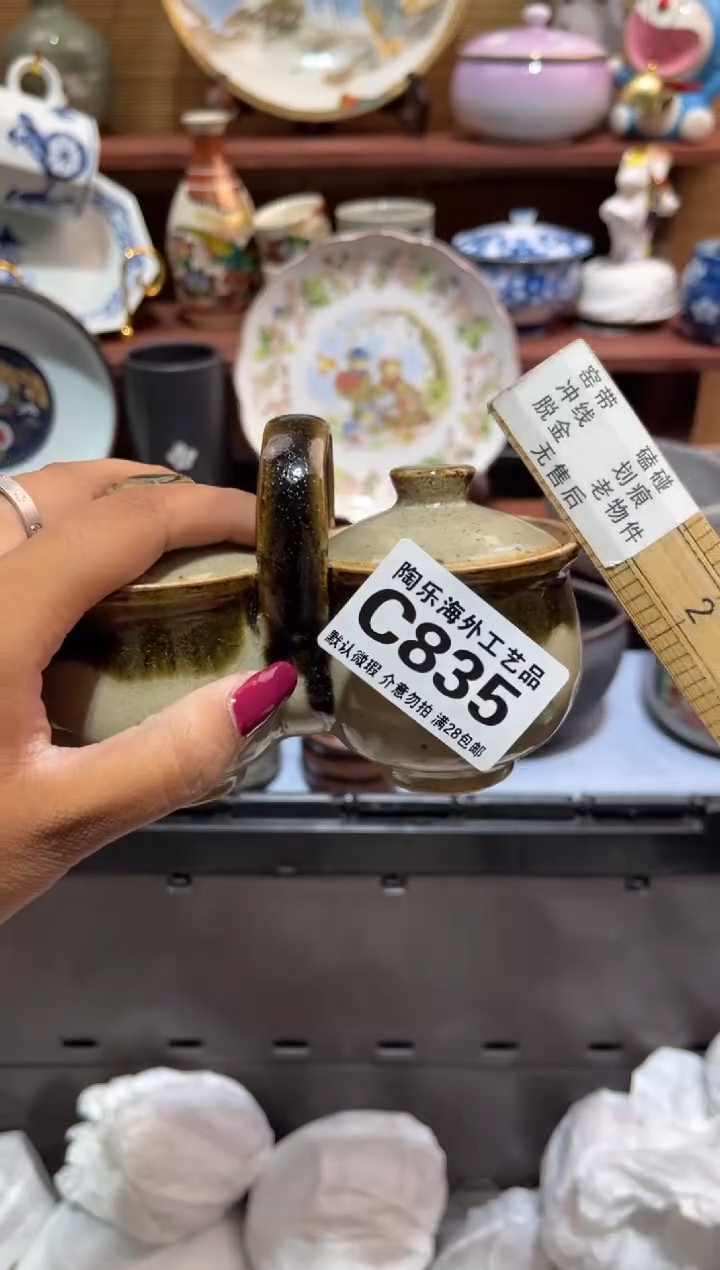 陶乐海外工艺品
C835
默认微瑕 介意勿拍 满28包邮
窑带 磕碰
冲线 划痕
脱金 老物件
无售后
2